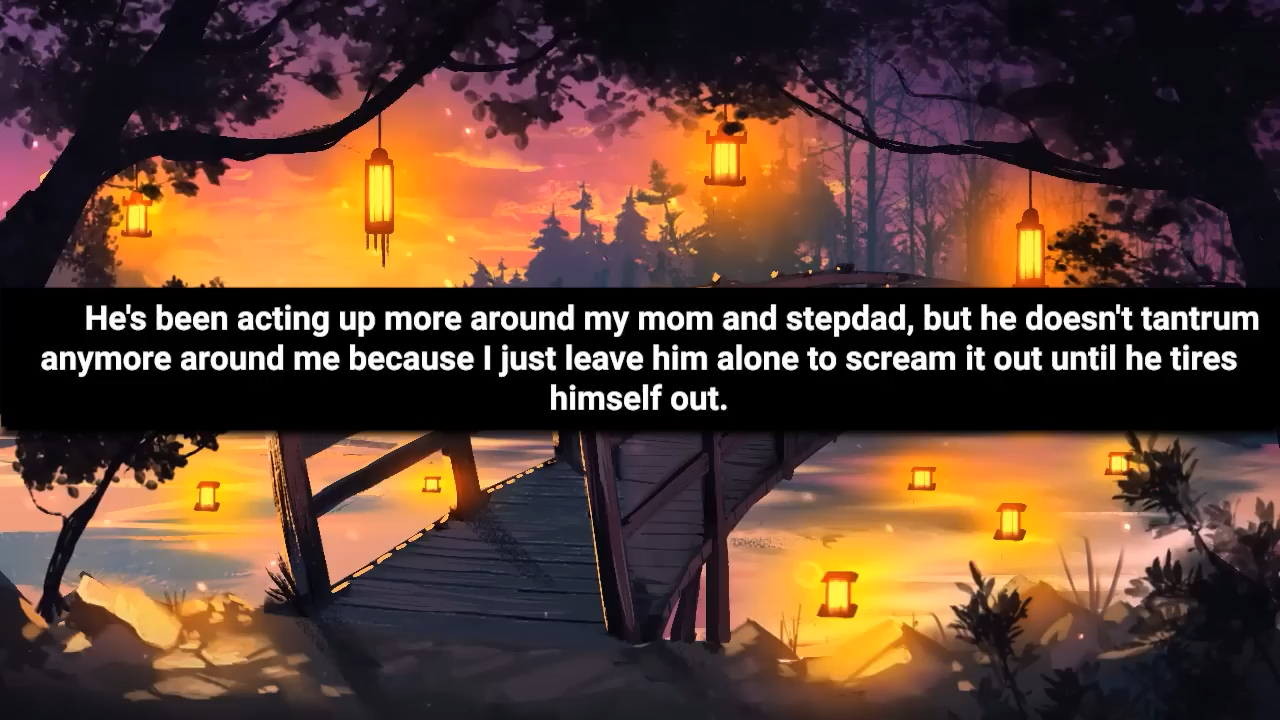 He's been acting up more around my mom and stepdad, but he doesn't tantrum
anymore around me because I just leave him alone to scream it out until he tires
himself out.